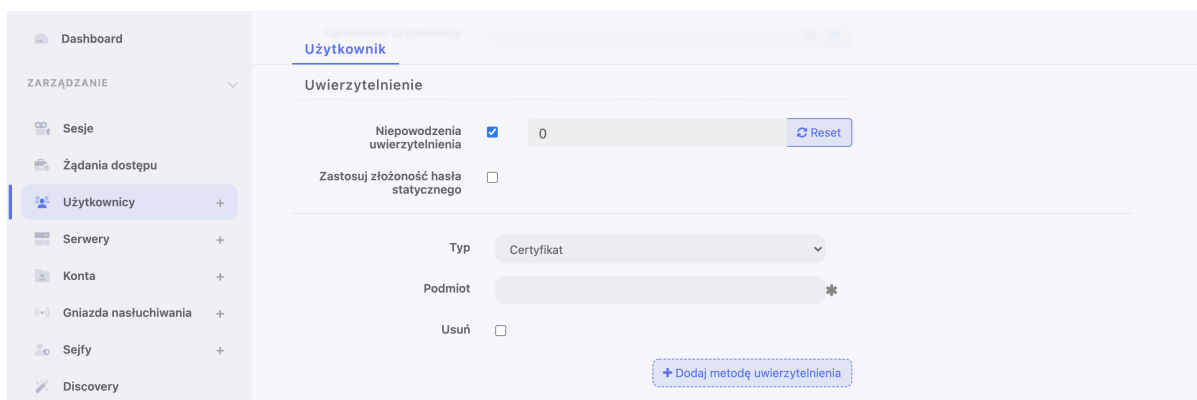 Dashboard
Użytkownik
ZARZĄDZANIE
Uwierzytelnienie
Sesje
Niepowodzenia
uwierzytelnienia
0
Reset
Żądania dostępu
Zastosuj złożoność hasła
statycznego
Użytkownicy +
Serwery +
Typ
Certyfikat
Konta +
Podmiot
Gniazda nasłuchiwania +
Usuń
Sejfy +
+ Dodaj metodę uwierzytelnienia
Discovery